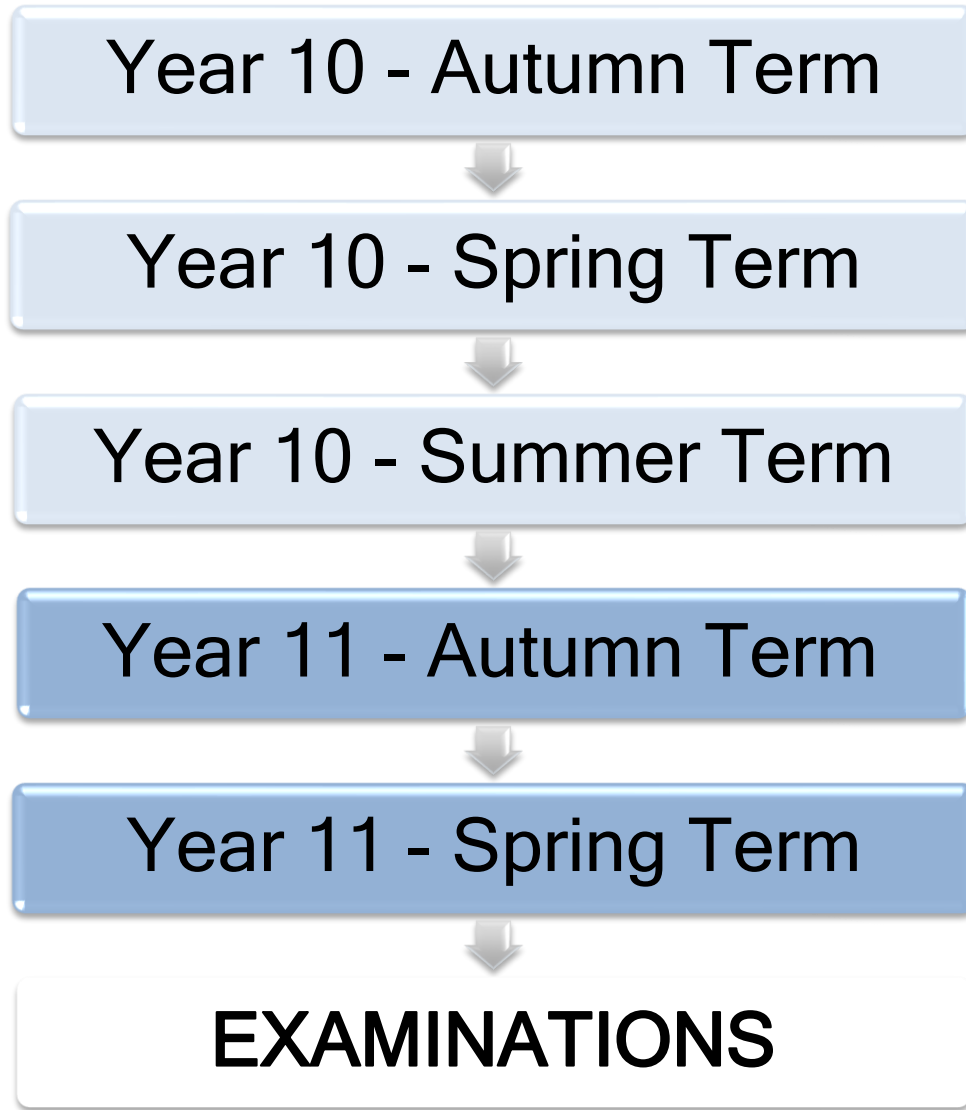 Year 10 - Autumn Term
Year 10 - Spring Term
Year 10 - Summer Term
Year 11 - Autumn Term
Year 11 - Spring Term
EXAMINATIONS